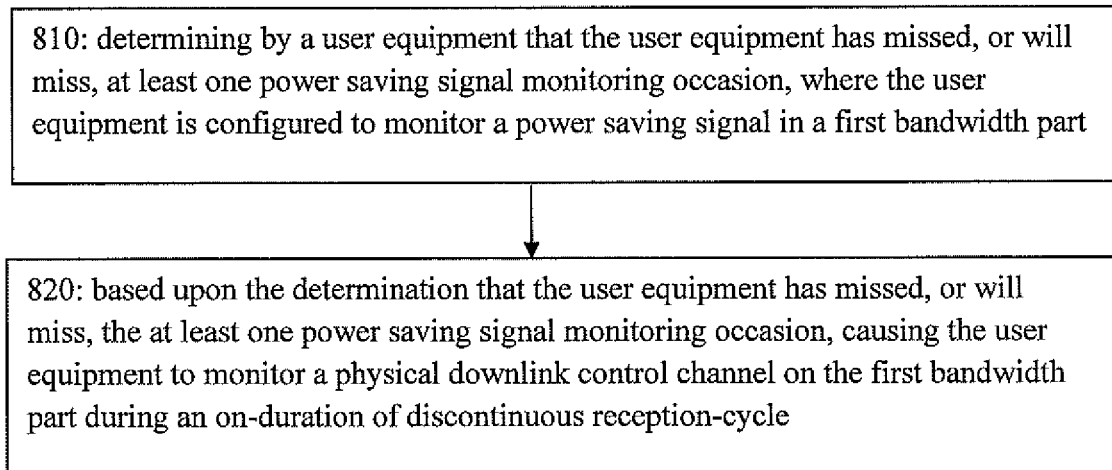 810: determining by a user equipment that the user equipment has missed, or will
miss, at least one power saving signal monitoring occasion, where the user
equipment is configured to monitor a power saving signal in a first bandwidth part
820: based upon the determination that the user equipment has missed, or will
miss, the at least one power saving signal monitoring occasion, causing the user
equipment to monitor a physical downlink control channel on the first bandwidth
part during an on-duration of discontinuous reception-cycle